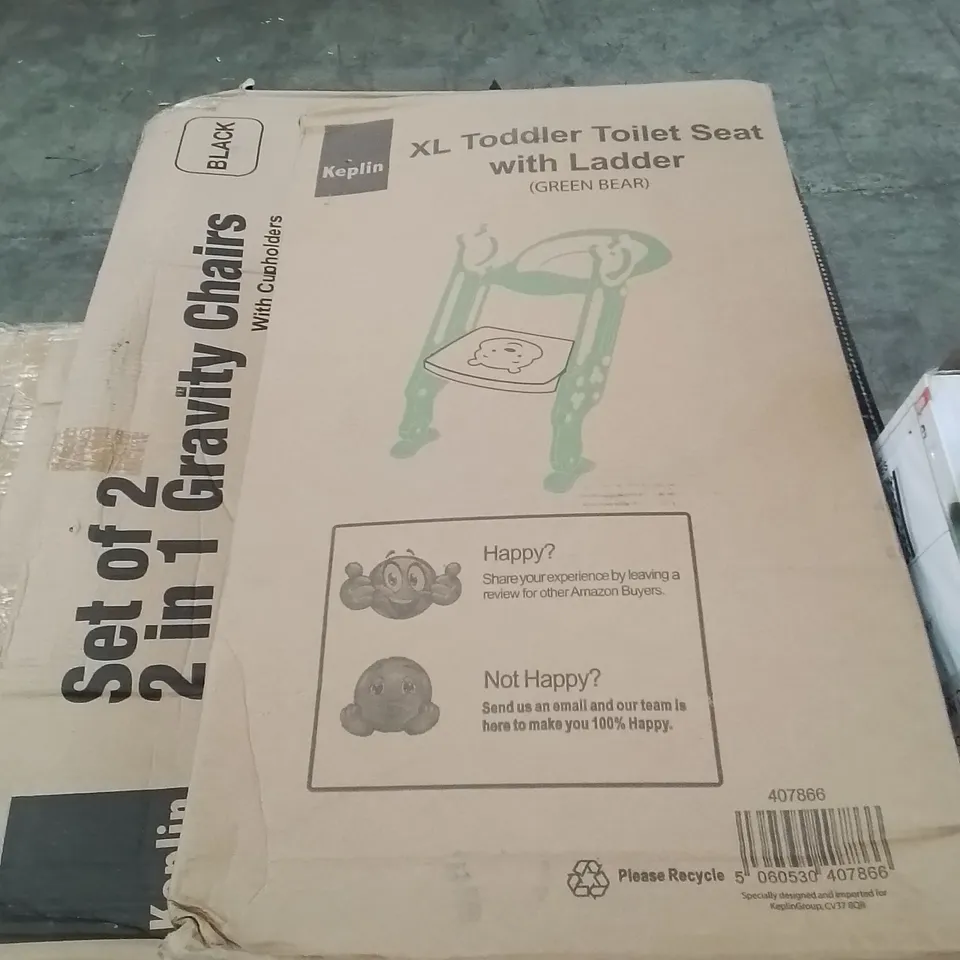 BLACK
Set of 2
2 in 1 Gravity Chairs
With Cupholders
Keplin
Keplin
XL Toddler Toilet Seat
with Ladder
(GREEN BEAR)
Happy?
Share your experience by leaving a
review for other Amazon Buyers.
Not Happy?
Send us an email and our team is
here to make you 100% Happy.
407866
Please Recycle
5 060530 407866
Specially designed and imported for
KeplinGroup, CV37 8QB